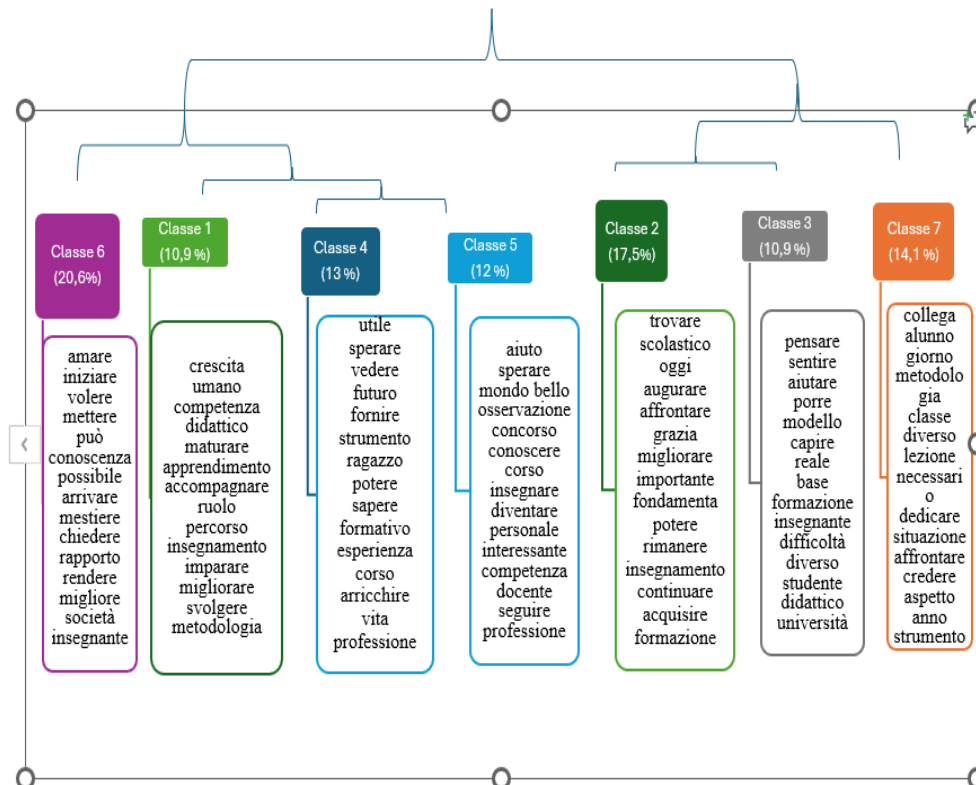 Classe 6
(20,6%)
amare
iniziare
volere
mettere
può
conoscenza
possibile
arrivare
mestiere
chiedere
rapporto
rendere
migliore
società
insegnante
Classe 1
(10,9 %)
crescita
umano
competenza
didattico
maturare
apprendimento
accompagnare
ruolo
percorso
insegnamento
imparare
migliorare
svolgere
metodologia
Classe 4
(13 %)
utile
sperare
vedere
futuro
fornire
strumento
ragazzo
potere
sapere
formativo
esperienza
corso
arricchire
vita
professione
Classe 5
(12 %)
aiuto
sperare
mondo bello
osservazione
concorso
conoscere
corso
insegnare
diventare
personale
interessante
competenza
docente
seguire
professione
Classe 2
(17,5%)
trovare
scolastico
oggi
augurare
affrontare
grazia
migliorare
importante
fondamenta
potere
rimanere
insegnamento
continuare
acquisire
formazione
Classe 3
(10,9 %)
pensare
sentire
aiutare
porre
modello
capire
reale
base
formazione
insegnante
difficoltà
diverso
studente
didattico
università
Classe 7
(14,1 %)
collega
alunno
giorno
metodolo
gia
classe
diverso
lezione
necessari
o
dedicare
situazione
affrontare
credere
aspetto
anno
strumento